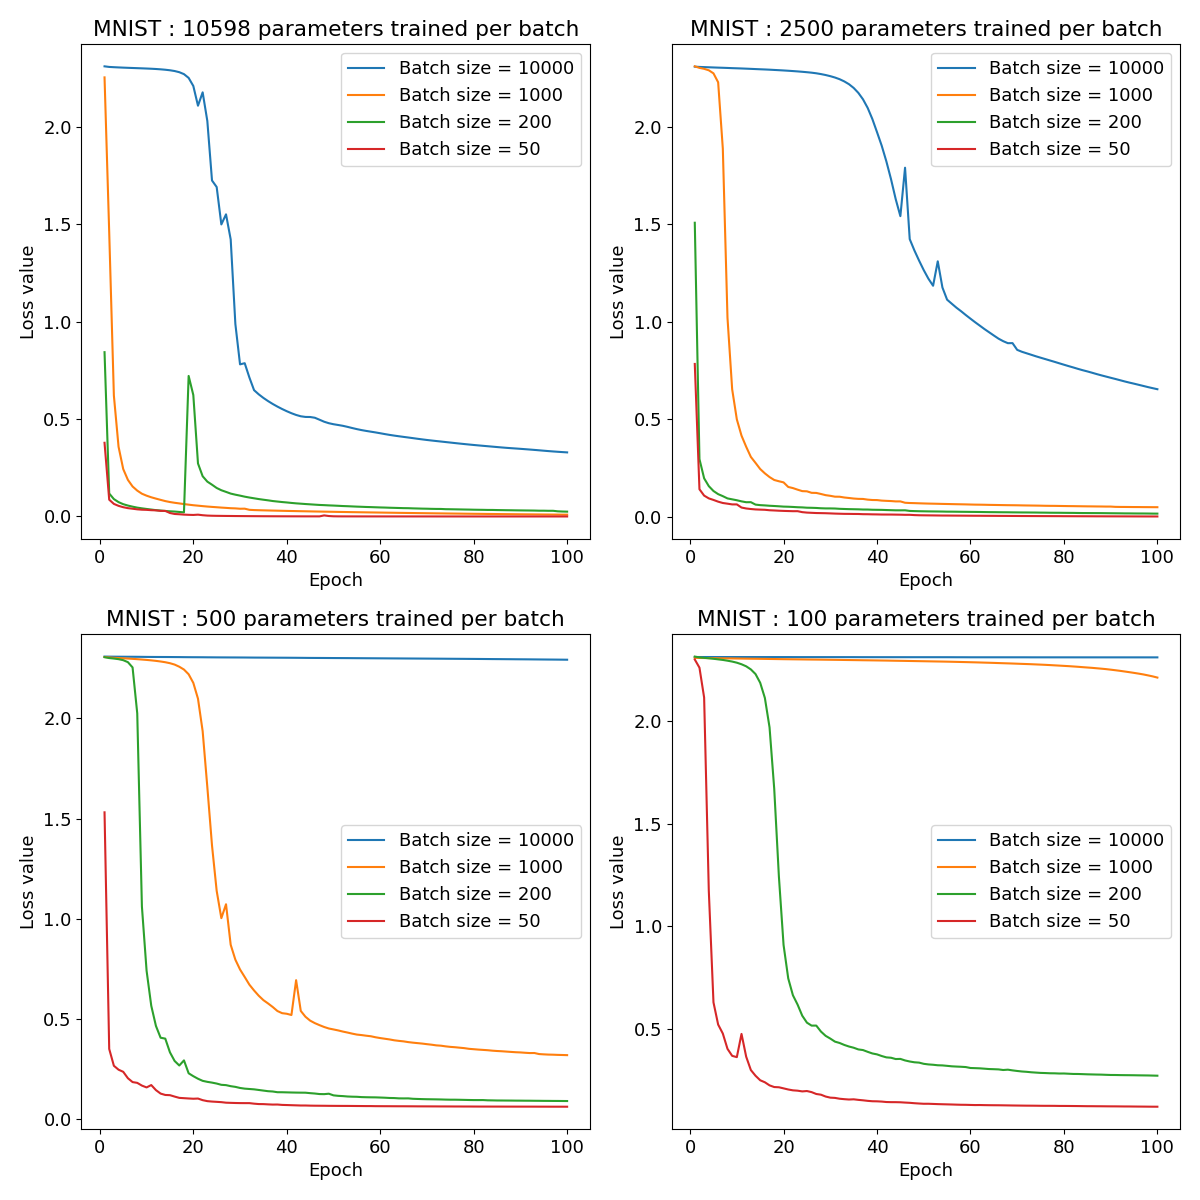 MNIST : 10598 parameters trained per batch
Loss value
2.0
1.5
1.0
0.5
0.0
Batch size = 10000
Batch size = 1000
Batch size = 200
Batch size = 50
0 20 40 60 80 100
Epoch
MNIST : 2500 parameters trained per batch
Loss value
2.0
1.5
1.0
0.5
0.0
Batch size = 10000
Batch size = 1000
Batch size = 200
Batch size = 50
0 20 40 60 80 100
Epoch
MNIST : 500 parameters trained per batch
Loss value
2.0
1.5
1.0
0.5
0.0
Batch size = 10000
Batch size = 1000
Batch size = 200
Batch size = 50
0 20 40 60 80 100
Epoch
MNIST : 100 parameters trained per batch
Loss value
2.0
1.5
1.0
0.5
Batch size = 10000
Batch size = 1000
Batch size = 200
Batch size = 50
0 20 40 60 80 100
Epoch